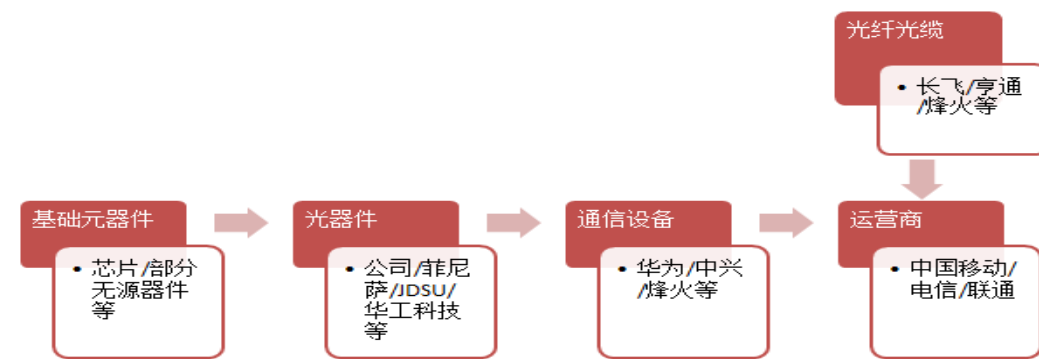 光纤光缆
• 长飞/亨通
/烽火等
基础元器件
• 芯片/部分
无源器件
等
光器件
• 公司/菲尼
萨/JDSU/
华工科技
等
通信设备
• 华为/中兴
/烽火等
运营商
• 中国移动/
电信/联通